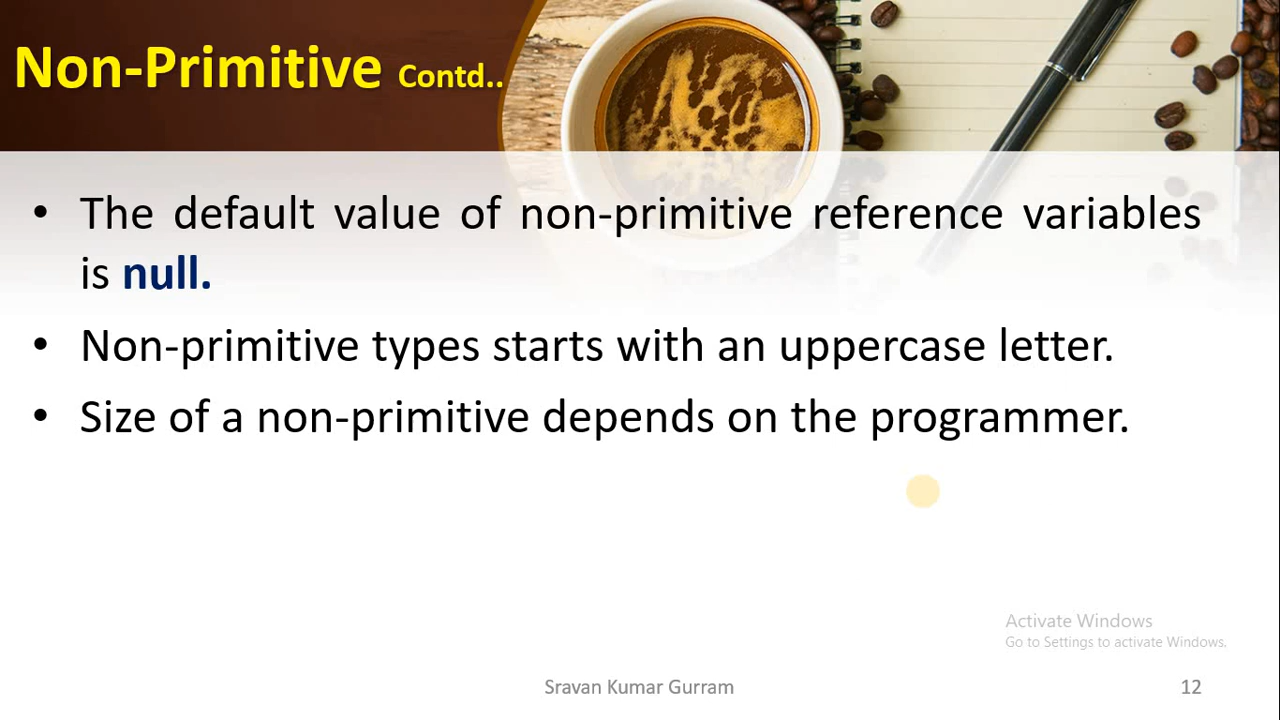 Non-Primitive Contd..
• The default value of non-primitive reference variables
is null.
• Non-primitive types starts with an uppercase letter.
• Size of a non-primitive depends on the programmer.
Activate Windows
Go to Settings to activate Windows.
Sravan Kumar Gurram 12